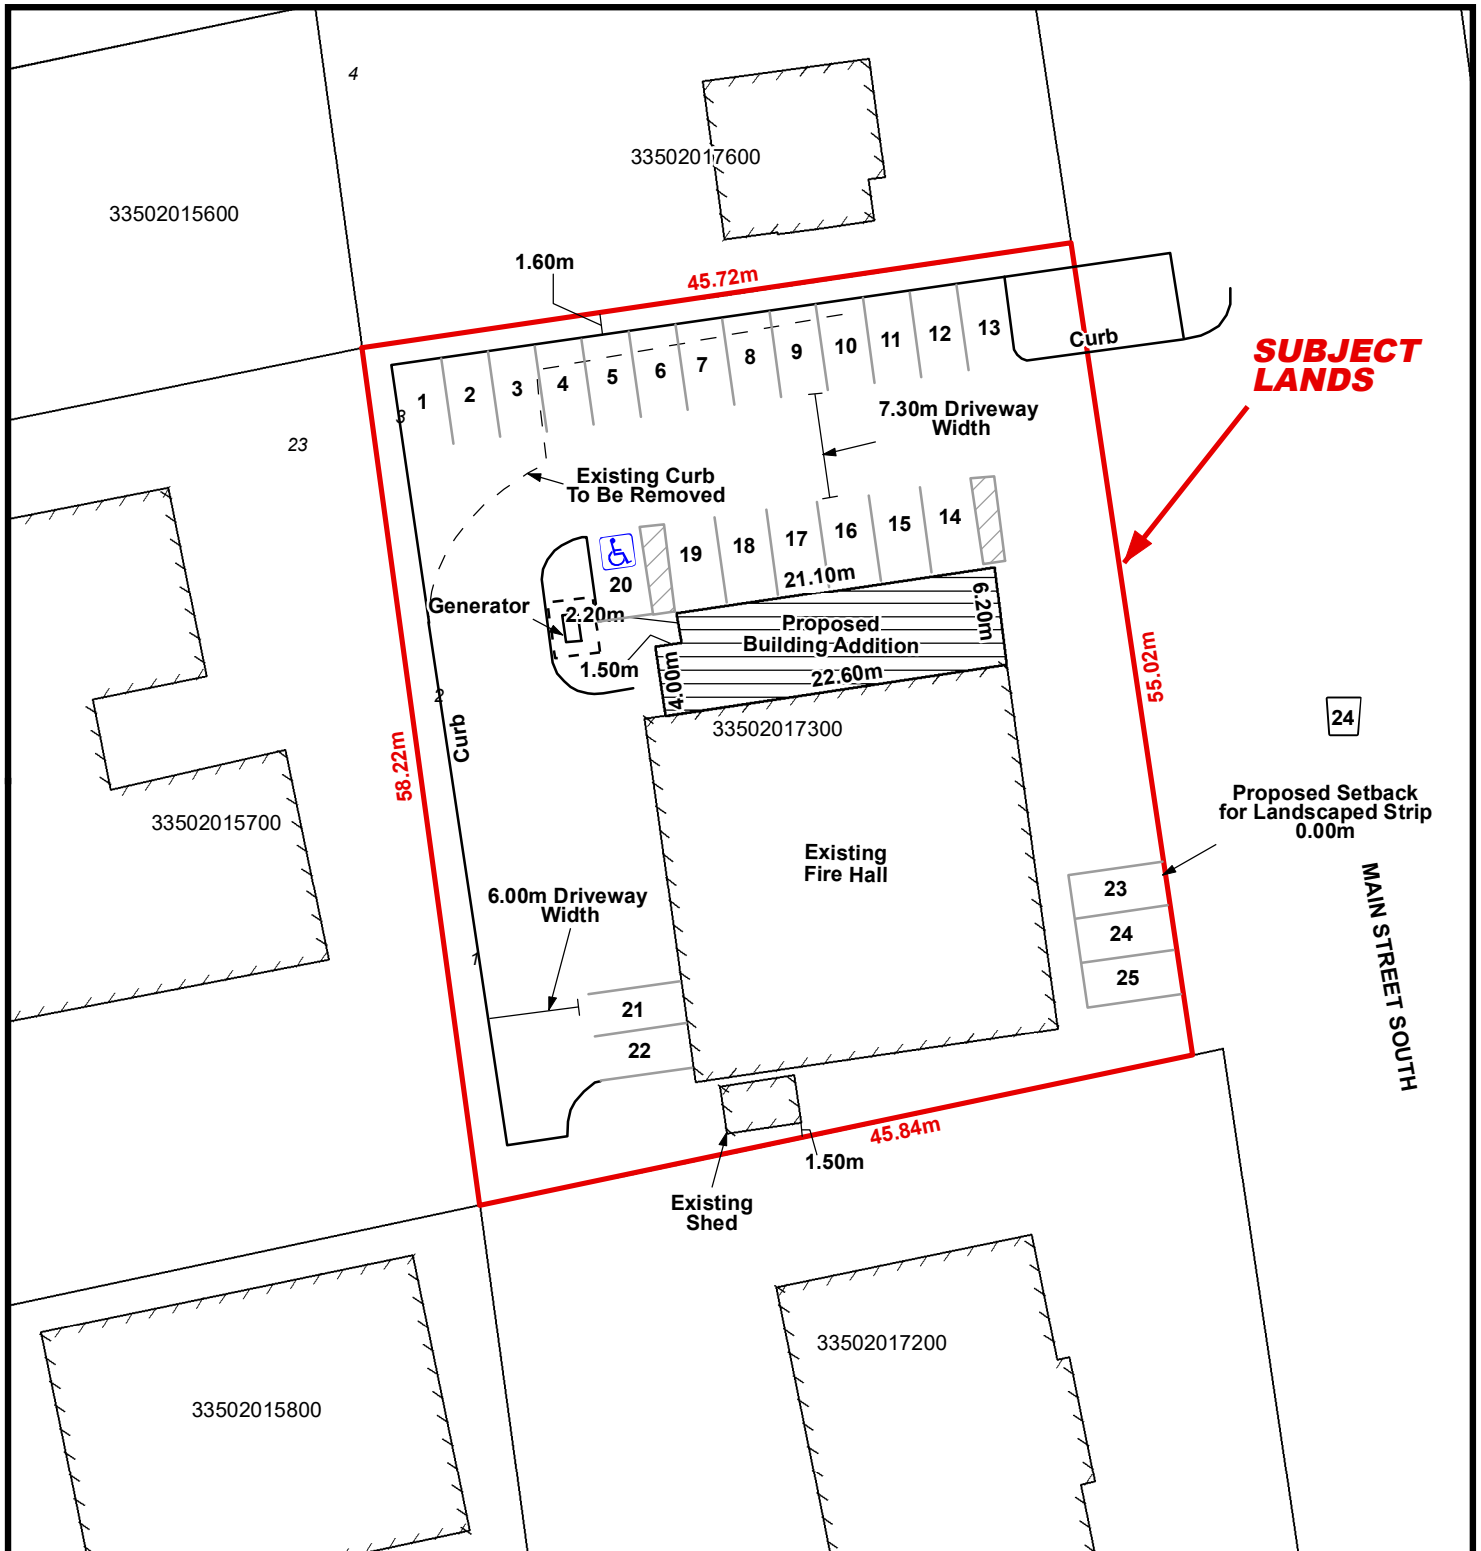 4
33502017600
33502015600
1.60m
45.72m
1
2
3
4
5
6
7
8
9
10
11
12
13
Curb
SUBJECT
LANDS
3
23
7.30m Driveway
Width
Existing Curb
To Be Removed
20
19
18
17
16
15
14
21.10m
Generator
2.20m
1.50m
Proposed
Building Addition
6.20m
4.00m
22.60m
33502017300
55.02m
2
Curb
58.22m
24
33502015700
Proposed Setback
for Landscaped Strip
0.00m
Existing
Fire Hall
6.00m Driveway
Width
23
24
25
MAIN STREET SOUTH
1
21
22
45.84m
1.50m
Existing
Shed
33502017200
33502015800